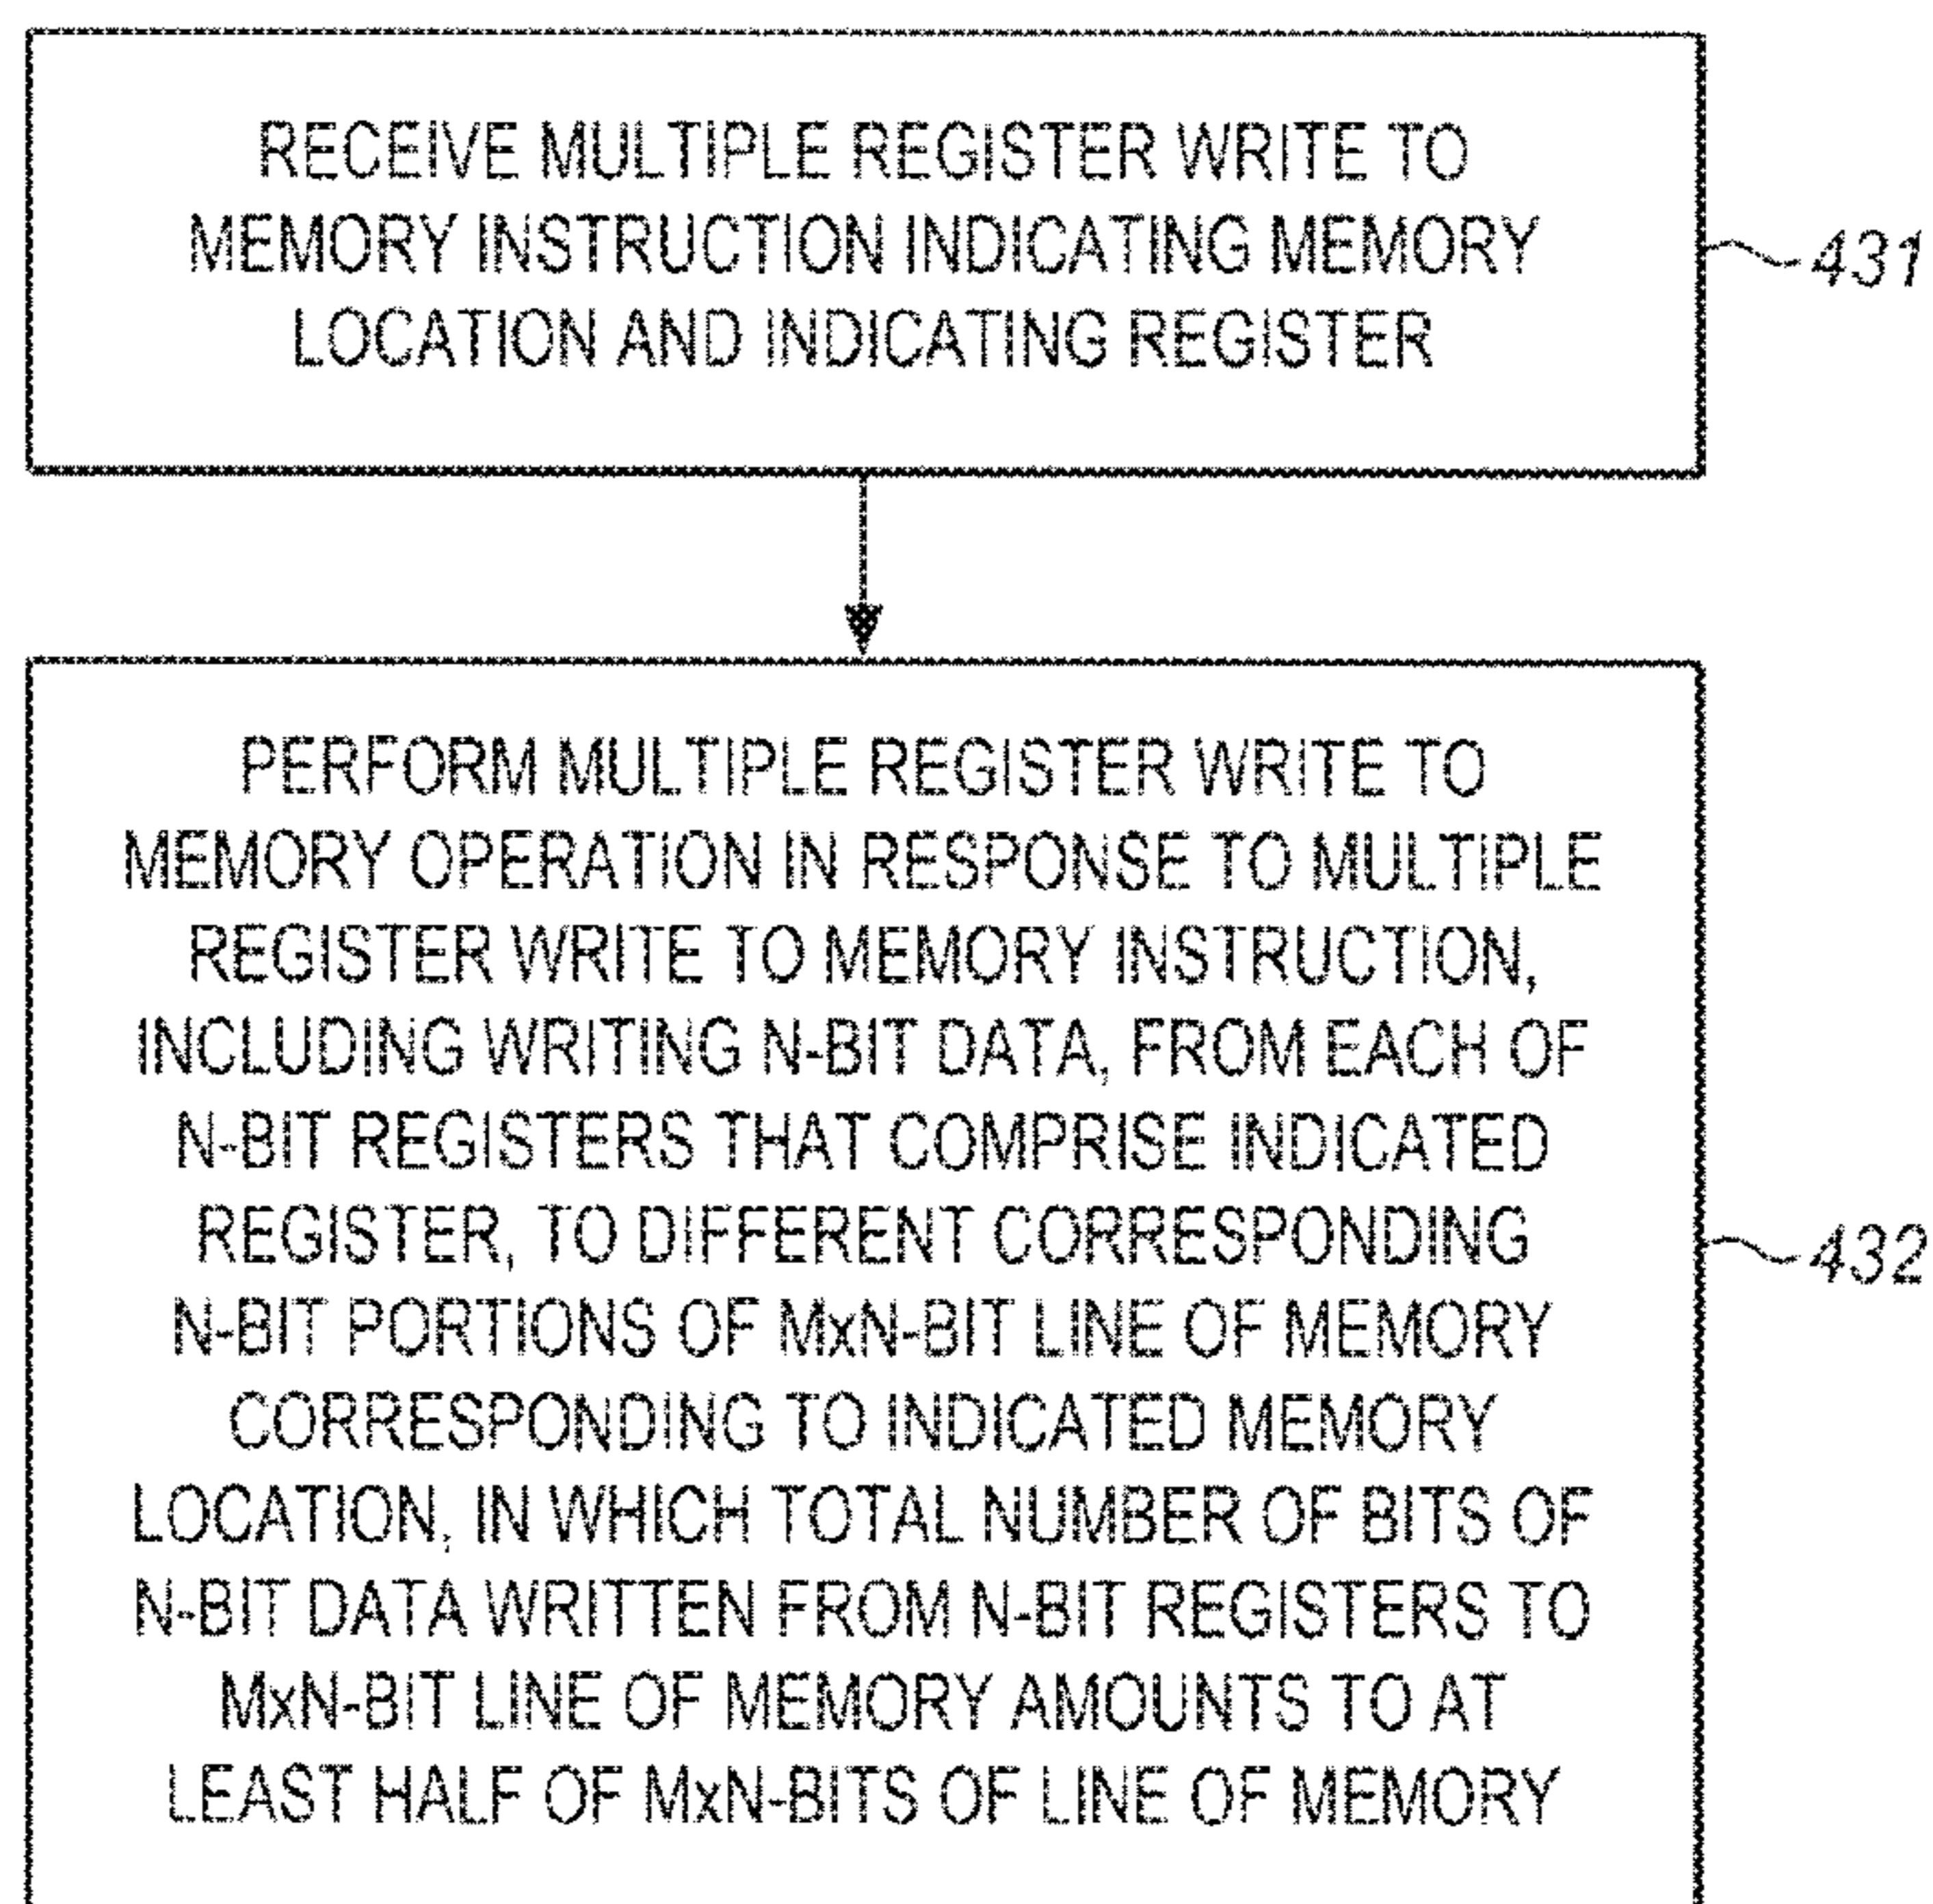 RECEIVE MULTIPLE REGISTER WRITE TO
MEMORY INSTRUCTION INDICATING MEMORY
LOCATION AND INDICATING REGISTER
431
PERFORM MULTIPLE REGISTER WRITE TO
MEMORY OPERATION IN RESPONSE TO MULTIPLE
REGISTER WRITE TO MEMORY INSTRUCTION,
INCLUDING WRITING N-BIT DATA, FROM EACH OF
N-BIT REGISTERS THAT COMPRISE INDICATED
REGISTER, TO DIFFERENT CORRESPONDING
N-BIT PORTIONS OF MxN-BIT LINE OF MEMORY
CORRESPONDING TO INDICATED MEMORY
LOCATION, IN WHICH TOTAL NUMBER OF BITS OF
N-BIT DATA WRITTEN FROM N-BIT REGISTERS TO
MxN-BIT LINE OF MEMORY AMOUNTS TO AT
LEAST HALF OF MxN-BITS OF LINE OF MEMORY
432